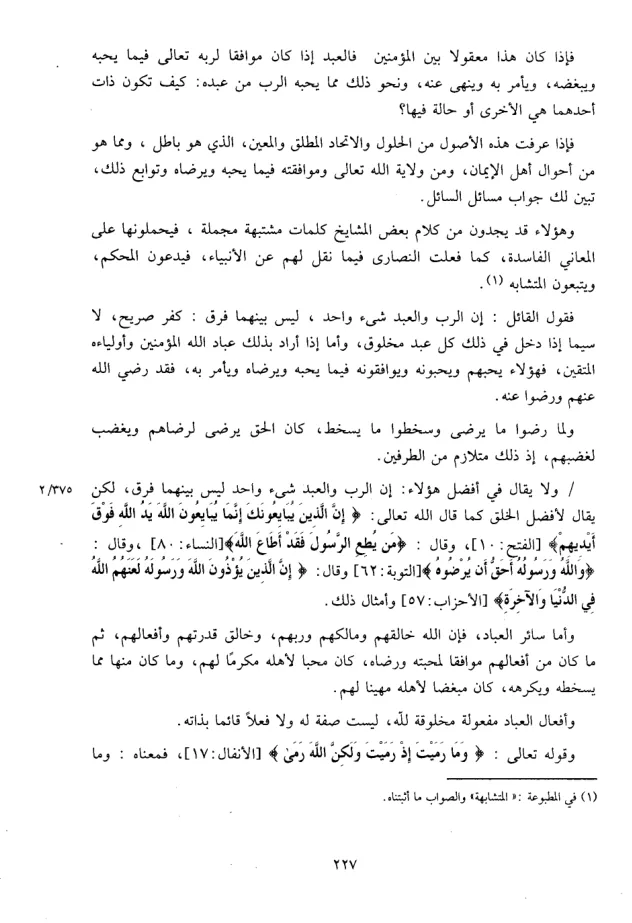 فإذا كان هذا معقولا بين المؤمنين فالعبد إذا كان موافقا لربه تعالى فيما يحبه
ويبغضه، ويأمر به وينهى عنه، ونحو ذلك مما يحبه الرب من عبده: كيف تكون ذات
أحدهما هي الأخرى أو حالة فيها؟
فإذا عرفت هذه الأصول من الحلول والاتحاد المطلق والمعين، الذي هو باطل ، ومما هو
من أحوال أهل الإيمان، ومن ولاية الله تعالى وموافقته فيما يحبه ويرضاه وتوابع ذلك،
تبين لك جواب مسائل السائل.
وهؤلاء قد يجدون من كلام بعض المشايخ كلمات مشتبهة مجملة ، فيحملونها على
المعاني الفاسدة، كما فعلت النصارى فيما نقل لهم عن الأنبياء، فيدعون المحكم،
ويتبعون المتشابه (١).
فقول القائل : إن الرب والعبد شىء واحد ، ليس بينهما فرق : كفر صريح، لا
سيما إذا دخل في ذلك كل عبد مخلوق، وأما إذا أراد بذلك عباد الله المؤمنين وأولياءه
المتقين، فهؤلاء يحبهم ويحبونه ويوافقونه فيما يحبه ويرضاه ويأمر به، فقد رضي الله
عنهم ورضوا عنه.
ولما رضوا ما يرضى وسخطوا ما يسخط، كان الحق يرضى لرضاهم ويغضب
لغضبهم، إذ ذلك متلازم من الطرفين.
/ ولا يقال في أفضل هؤلاء: إن الرب والعبد شىء واحد ليس بينهما فرق، لكن ٢/٣٧٥
يقال لأفضل الخلق كما قال الله تعالى: ﴿ إِنَّ الَّذِينَ يُبَايِعُونَكَ إِنَّمَا يُبَايِعُونَ اللَّهَ يَدُ اللَّهِ فَوْقَ
أَيْدِيهِمْ﴾ [الفتح:١٠]، وقال : ﴿مَن يُطِعِ الرَّسُولَ فَقَدْ أَطَاعَ اللَّهَ﴾[النساء:٨٠] ،وقال :
﴿وَاللَّهُ وَرَسُولُهُ أَحَقُّ أَن يُرْضُوهُ ﴾[التوبة:٦٢] وقال: ﴿ إِنَّ الَّذِينَ يُؤْذُونَ اللَّهَ وَرَسُولَهُ لَعَنَهُمُ اللَّهُ
فِي الدُّنْيَا وَالآخِرَةِ﴾ [الأحزاب:٥٧] وأمثال ذلك.
وأما سائر العباد، فإن الله خالقهم ومالكهم وربهم، وخالق قدرتهم وأفعالهم، ثم
ما كان من أفعالهم موافقا لمحبته ورضاه، كان محبا لأهله مكرمًا لهم، وما كان منها مما
يسخطه ويكرهه، كان مبغضا لأهله مهينا لهم.
وأفعال العباد مفعولة مخلوقة لله، ليست صفة له ولا فعلاً قائما بذاته.
وقوله تعالى : ﴿ وَمَا رَمَيْتَ إِذْ رَمَيْتَ وَلَكِنَّ اللَّهَ رَمَىٰ ﴾ [الأنفال:١٧]، فمعناه : وما
(١) في المطبوعة :« المتشابهة» والصواب ما أثبتناه.
٢٢٧